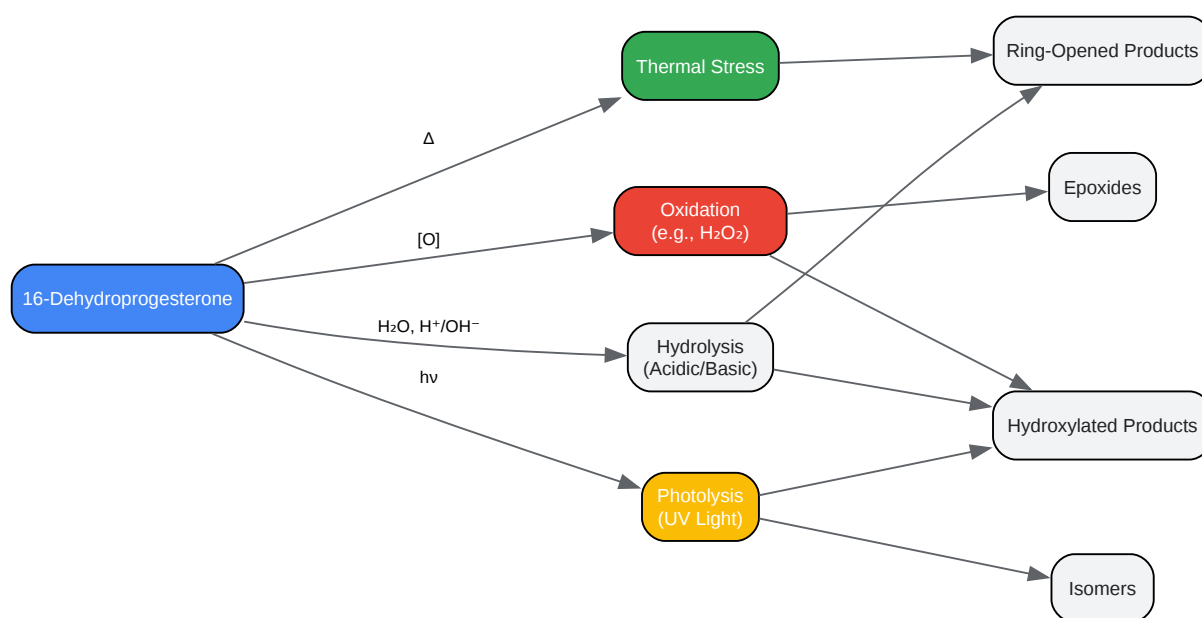 Thermal Stress
Ring-Opened Products
Δ
Epoxides
Oxidation
(e.g., H₂O₂)
[O]
16-Dehydroprogesterone
H₂O, H⁺/OH⁻
Hydrolysis
(Acidic/Basic)
hν
Hydroxylated Products
Photolysis
(UV Light)
Isomers